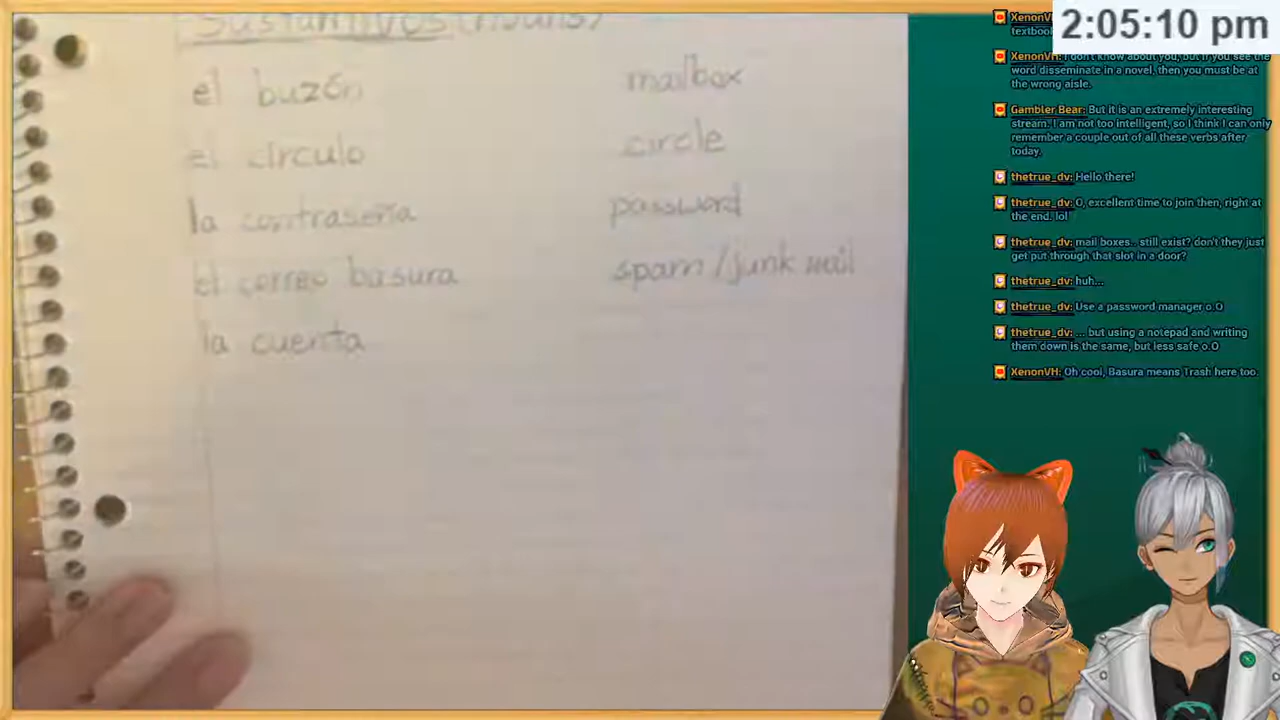 Sustantivos (nouns)
el buzón mailbox
el círculo circle
la contraseña password
el correo basura spam/junk mail
la cuenta
2:05:10 pm
XenonVH:
XenonVH: I don't know about you, but if you see the
word disseminate in a novel, then you must be at
the wrong aisle.
Gambler Bear: But it is an extremely interesting
stream. I am not too intelligent, so I think I can only
remember a couple out of all these verbs after
today.
thetrue_dv: Hello there!
thetrue_dv: O, excellent time to join then, right at
the end. lol
thetrue_dv: mail boxes.. still exist? don't they just
get put through that slot in a door?
thetrue_dv: huh...
thetrue_dv: Use a password manager o.O
thetrue_dv: ... but using a notepad and writing
them down is the same, but less safe o.O
XenonVH: Oh cool, Basura means Trash here too.